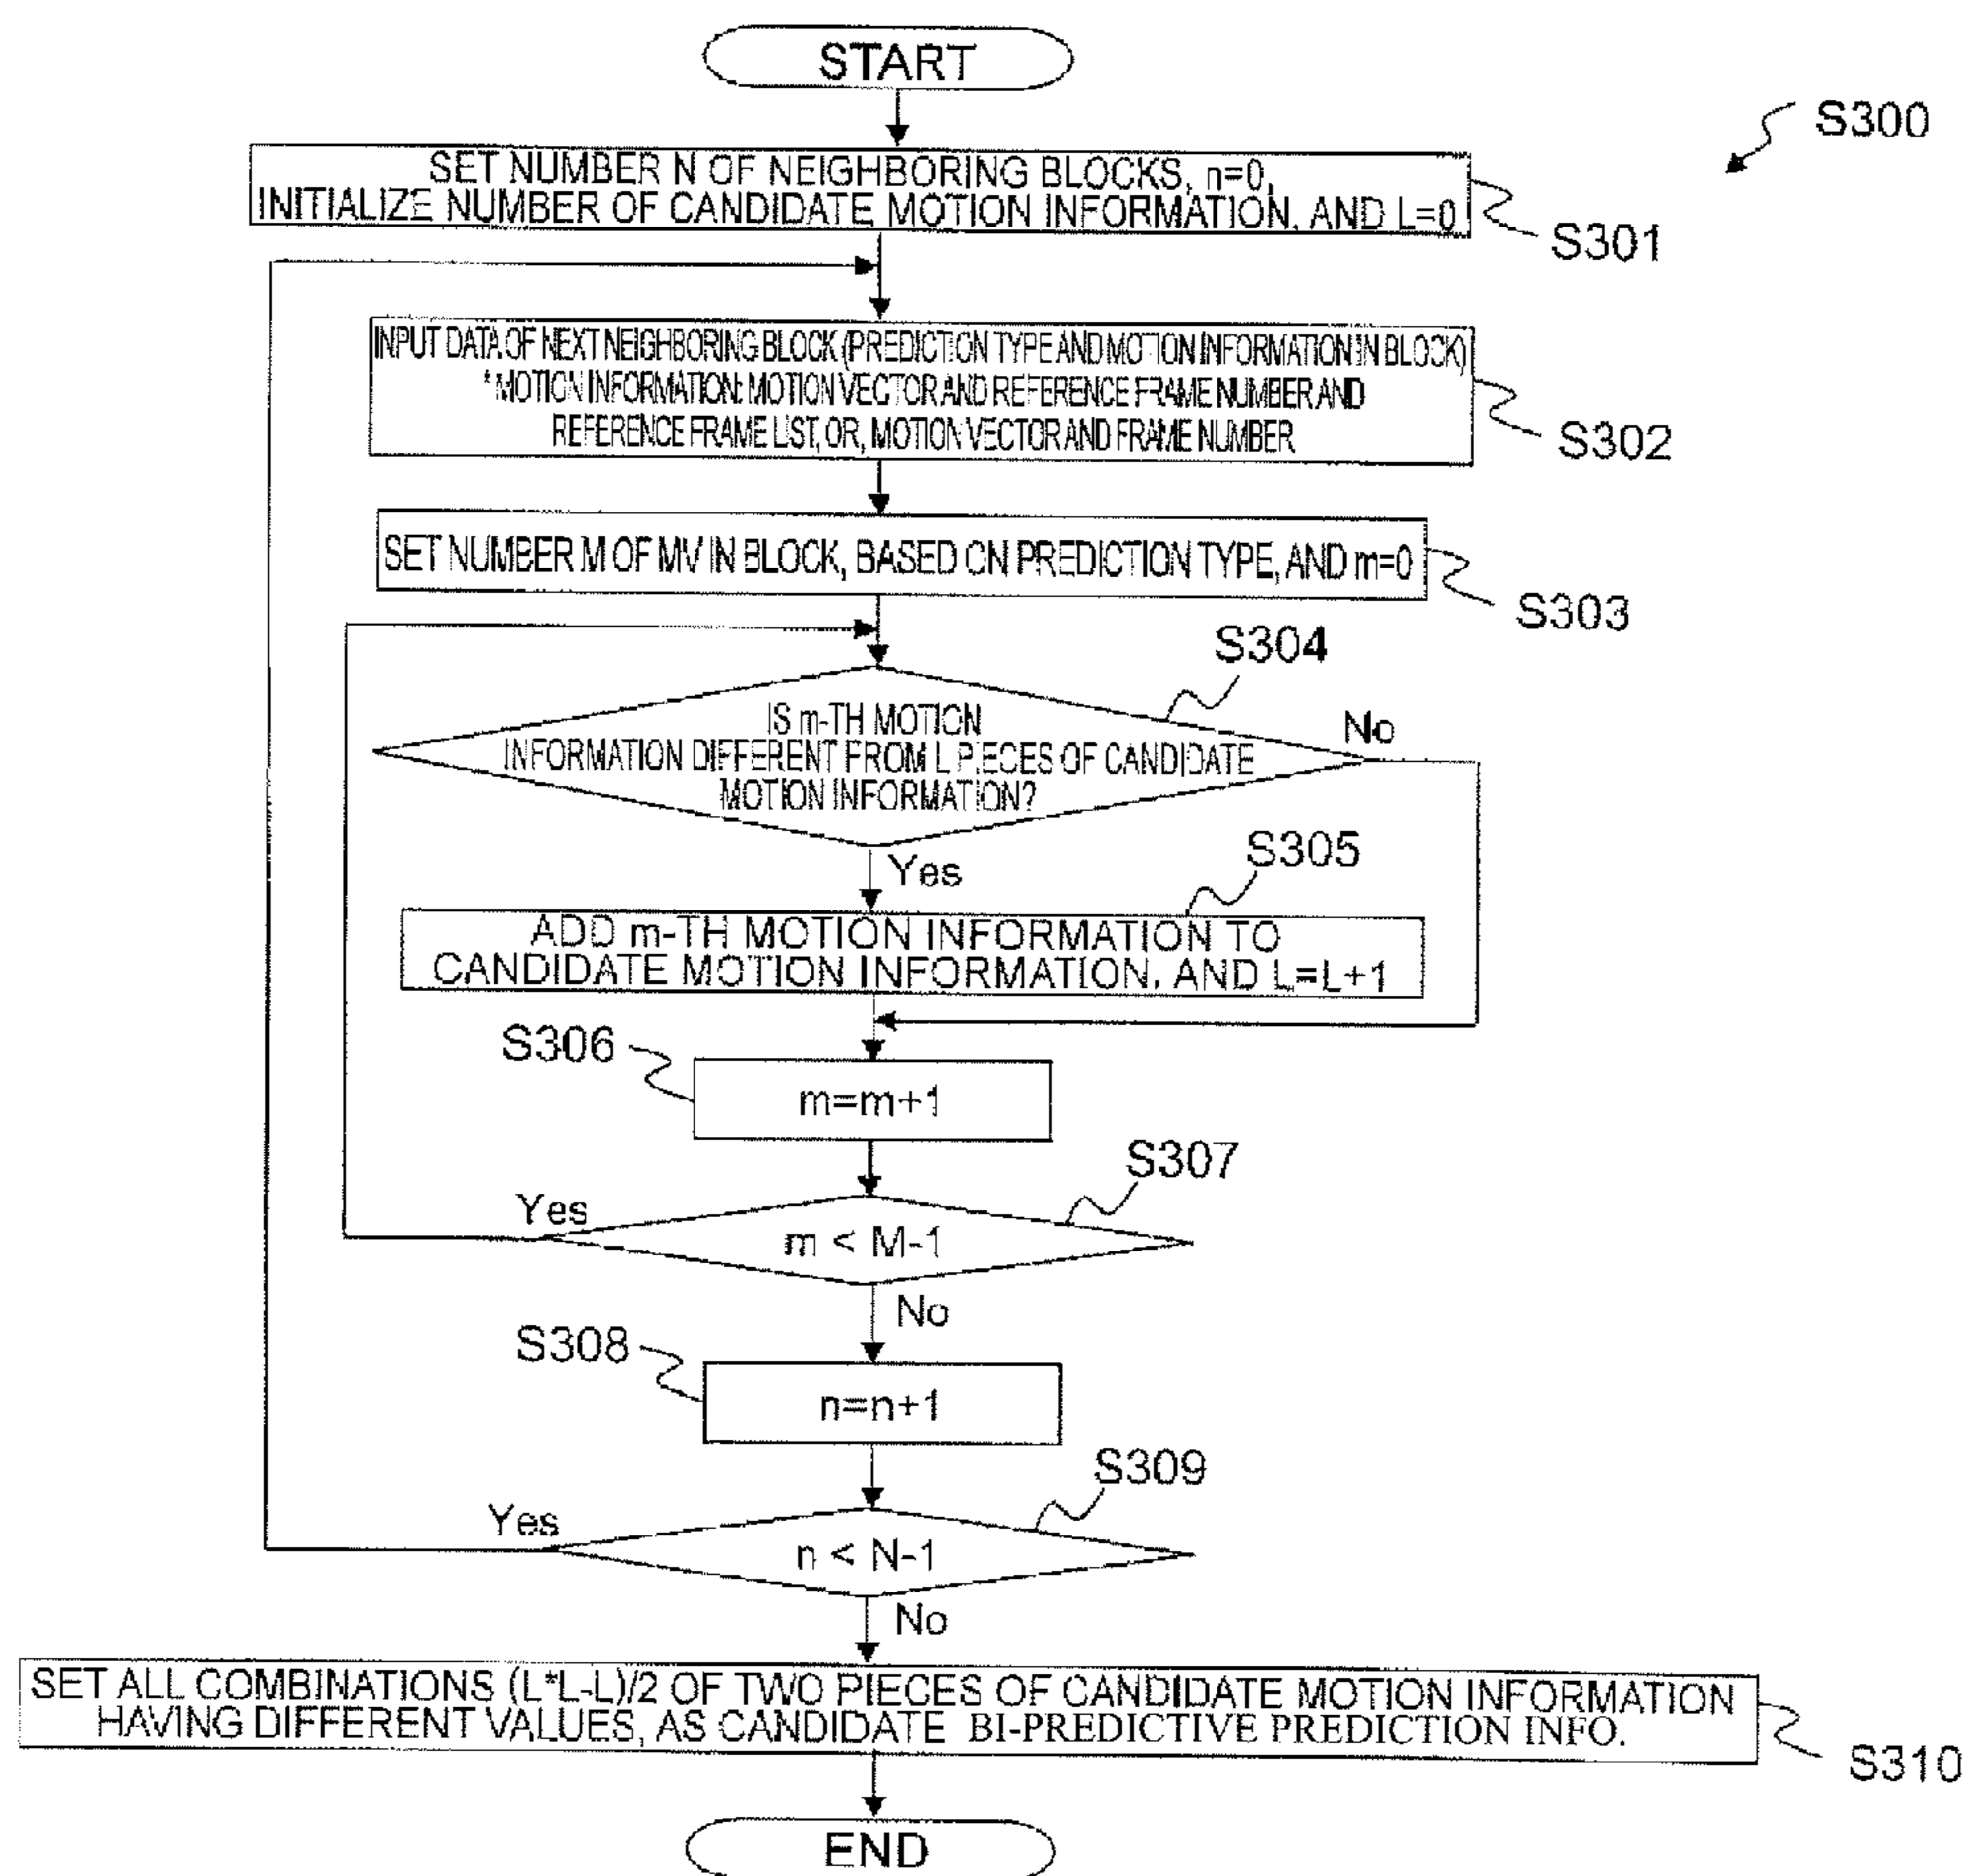 START
S300
SET NUMBER N OF NEIGHBORING BLOCKS, n=0,
INITIALIZE NUMBER OF CANDIDATE MOTION INFORMATION, AND L=0
S301
INPUT DATA OF NEXT NEIGHBORING BLOCK (PREDICTION TYPE AND MOTION INFORMATION IN BLOCK)
* MOTION INFORMATION: MOTION VECTOR AND REFERENCE FRAME NUMBER AND
REFERENCE FRAME LIST, OR, MOTION VECTOR AND FRAME NUMBER
S302
SET NUMBER M OF MV IN BLOCK, BASED ON PREDICTION TYPE, AND m=0
S303
S304
IS m-TH MOTION
INFORMATION DIFFERENT FROM L PIECES OF CANDIDATE
MOTION INFORMATION?
No
Yes
S305
ADD m-TH MOTION INFORMATION TO
CANDIDATE MOTION INFORMATION, AND L=L+1
S306
m=m+1
S307
Yes
m < M-1
No
S308
n=n+1
S309
Yes
n < N-1
No
SET ALL COMBINATIONS (L*L-L)/2 OF TWO PIECES OF CANDIDATE MOTION INFORMATION
HAVING DIFFERENT VALUES, AS CANDIDATE BI-PREDICTIVE PREDICTION INFO.
S310
END